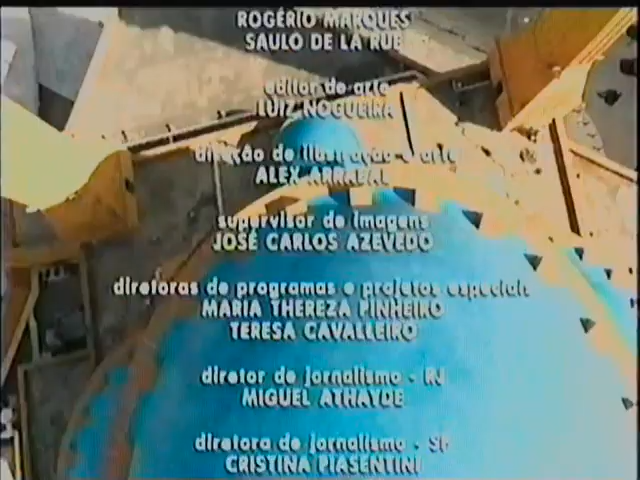 ROGÉRIO MARQUES
SAULO DE LA RUE
editor de arte
LUIZ NOGUEIRA
direção de ilustração e arte
ALEX ARRABAL
supervisor de imagens
JOSÉ CARLOS AZEVEDO
diretoras de programas e projetos especiais
MARIA THEREZA PINHEIRO
TERESA CAVALLEIRO
diretor de jornalismo - RJ
MIGUEL ATHAYDE
diretora de jornalismo - SP
CRISTINA PIASENTINI